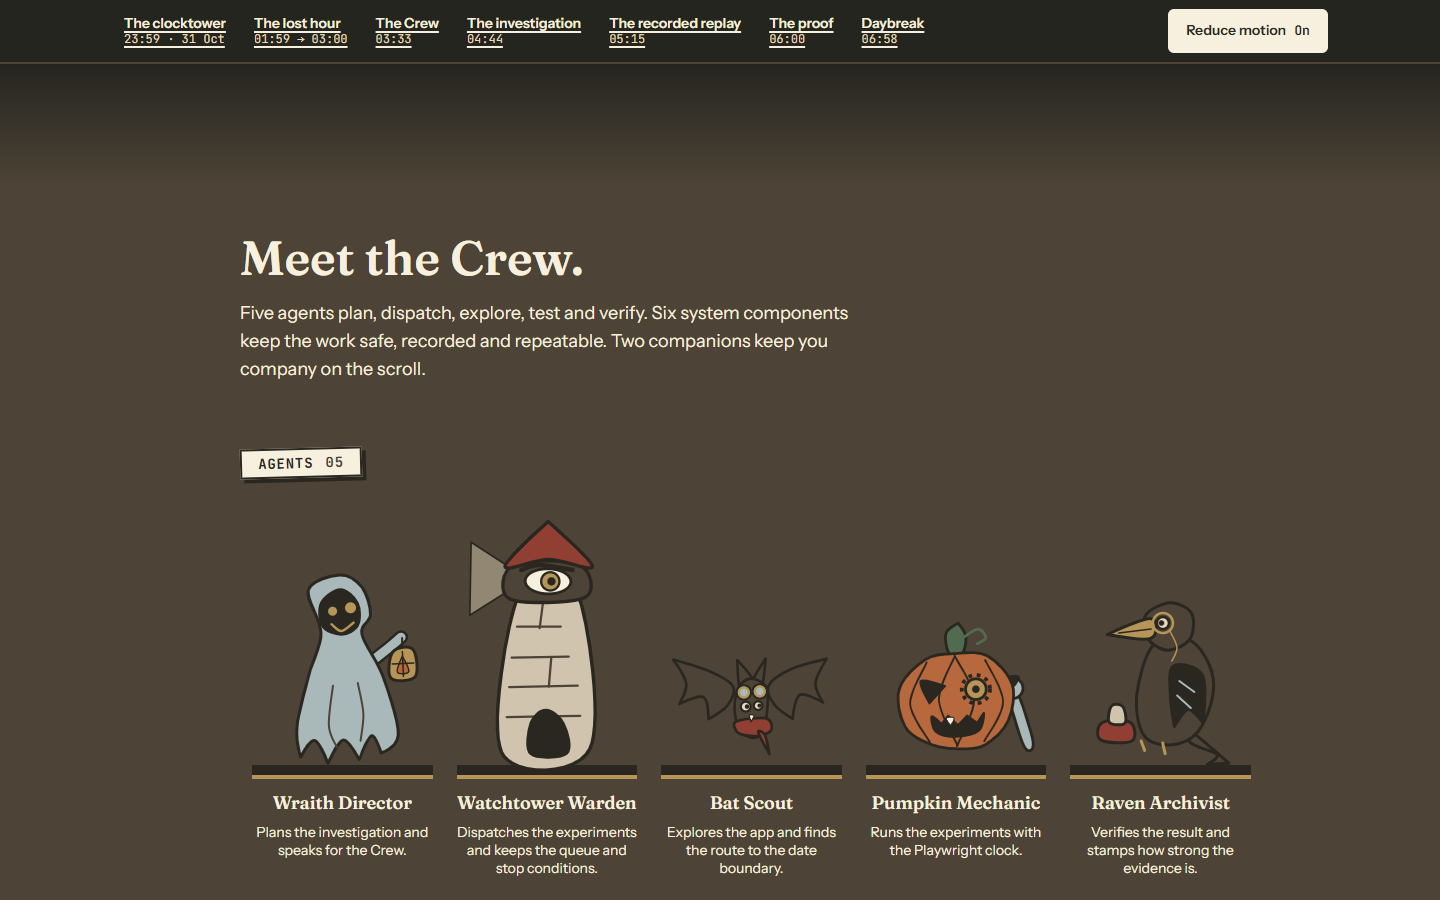 The clocktower
23:59 · 31 Oct
The lost hour
01:59 → 03:00
The Crew
03:33
The investigation
04:44
The recorded replay
05:15
The proof
06:00
Daybreak
06:58
Reduce motion On
Meet the Crew.
Five agents plan, dispatch, explore, test and verify. Six system components
keep the work safe, recorded and repeatable. Two companions keep you
company on the scroll.
AGENTS 05
Wraith Director
Plans the investigation and
speaks for the Crew.
Watchtower Warden
Dispatches the experiments
and keeps the queue and
stop conditions.
Bat Scout
Explores the app and finds
the route to the date
boundary.
Pumpkin Mechanic
Runs the experiments with
the Playwright clock.
Raven Archivist
Verifies the result and
stamps how strong the
evidence is.